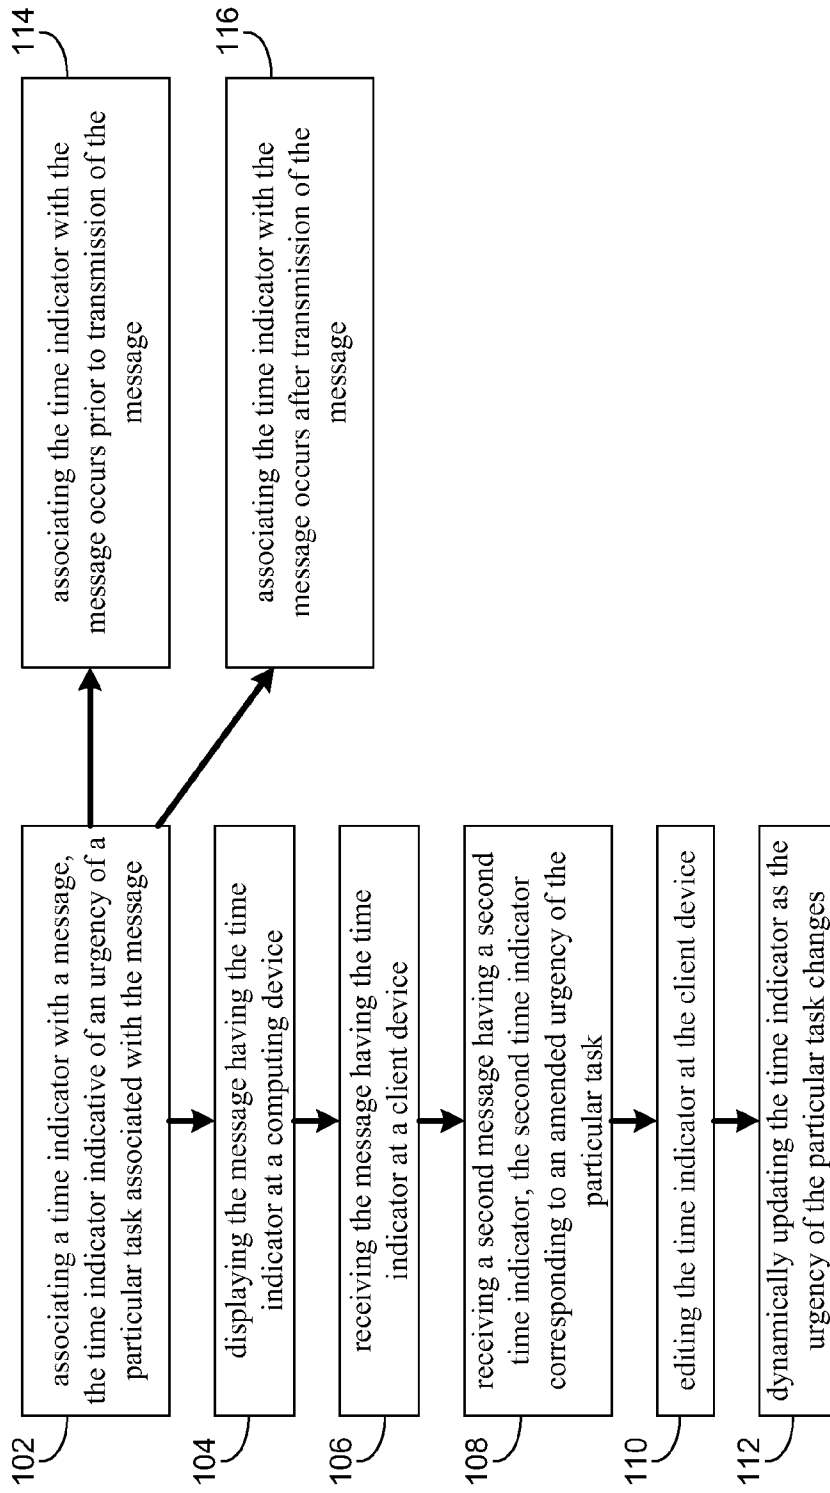 102
associating a time indicator with a message,
the time indicator indicative of an urgency of a
particular task associated with the message
104
displaying the message having the time
indicator at a computing device
106
receiving the message having the time
indicator at a client device
108
receiving a second message having a second
time indicator, the second time indicator
corresponding to an amended urgency of the
particular task
110
editing the time indicator at the client device
112
dynamically updating the time indicator as the
urgency of the particular task changes
114
associating the time indicator with the
message occurs prior to transmission of the
message
116
associating the time indicator with the
message occurs after transmission of the
message